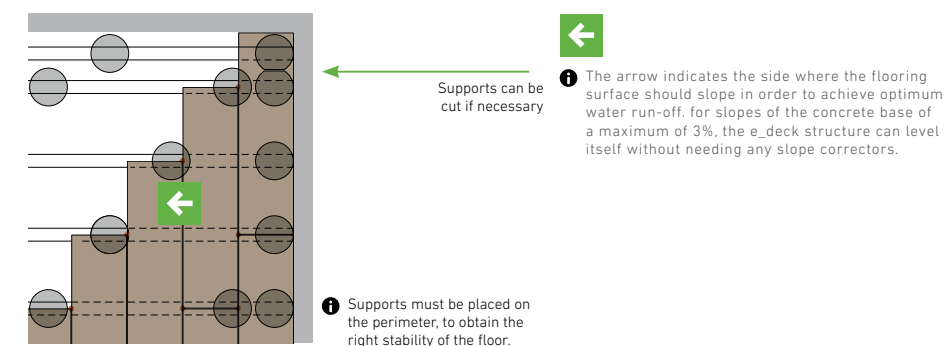 Supports can be
cut if necessary
The arrow indicates the side where the flooring
surface should slope in order to achieve optimum
water run-off. for slopes of the concrete base of
a maximum of 3%, the e_deck structure can level
itself without needing any slope correctors.
Supports must be placed on
the perimeter, to obtain the
right stability of the floor.